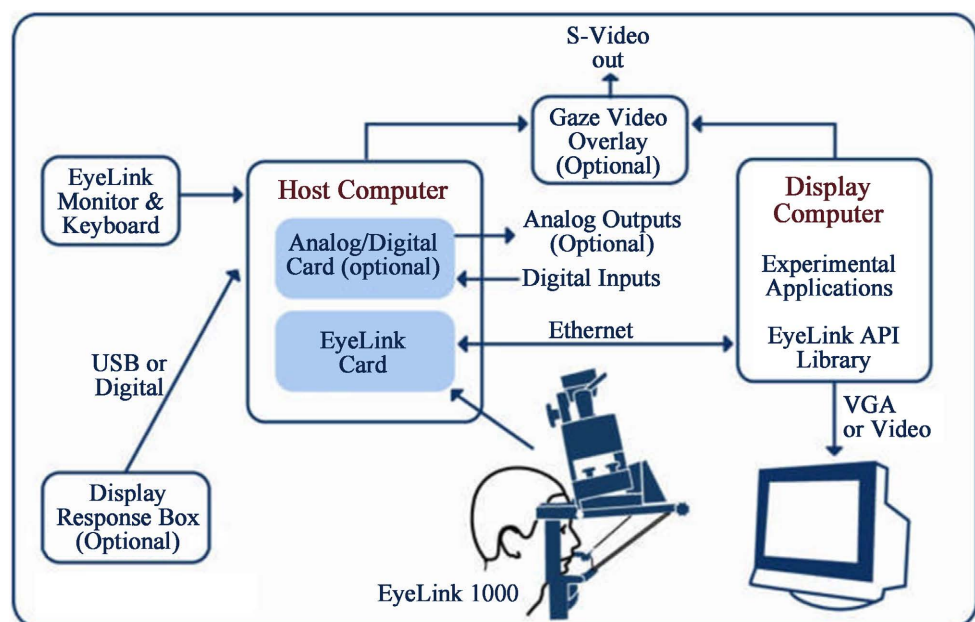 S-Video
out
Gaze Video
Overlay
(Optional)
EyeLink
Monitor &
Keyboard
Host Computer
Analog/Digital
Card (optional)
EyeLink
Card
Analog Outputs
(Optional)
Digital Inputs
Ethernet
Display
Computer
Experimental
Applications
EyeLink API
Library
USB or
Digital
VGA
or Video
Display
Response Box
(Optional)
EyeLink 1000